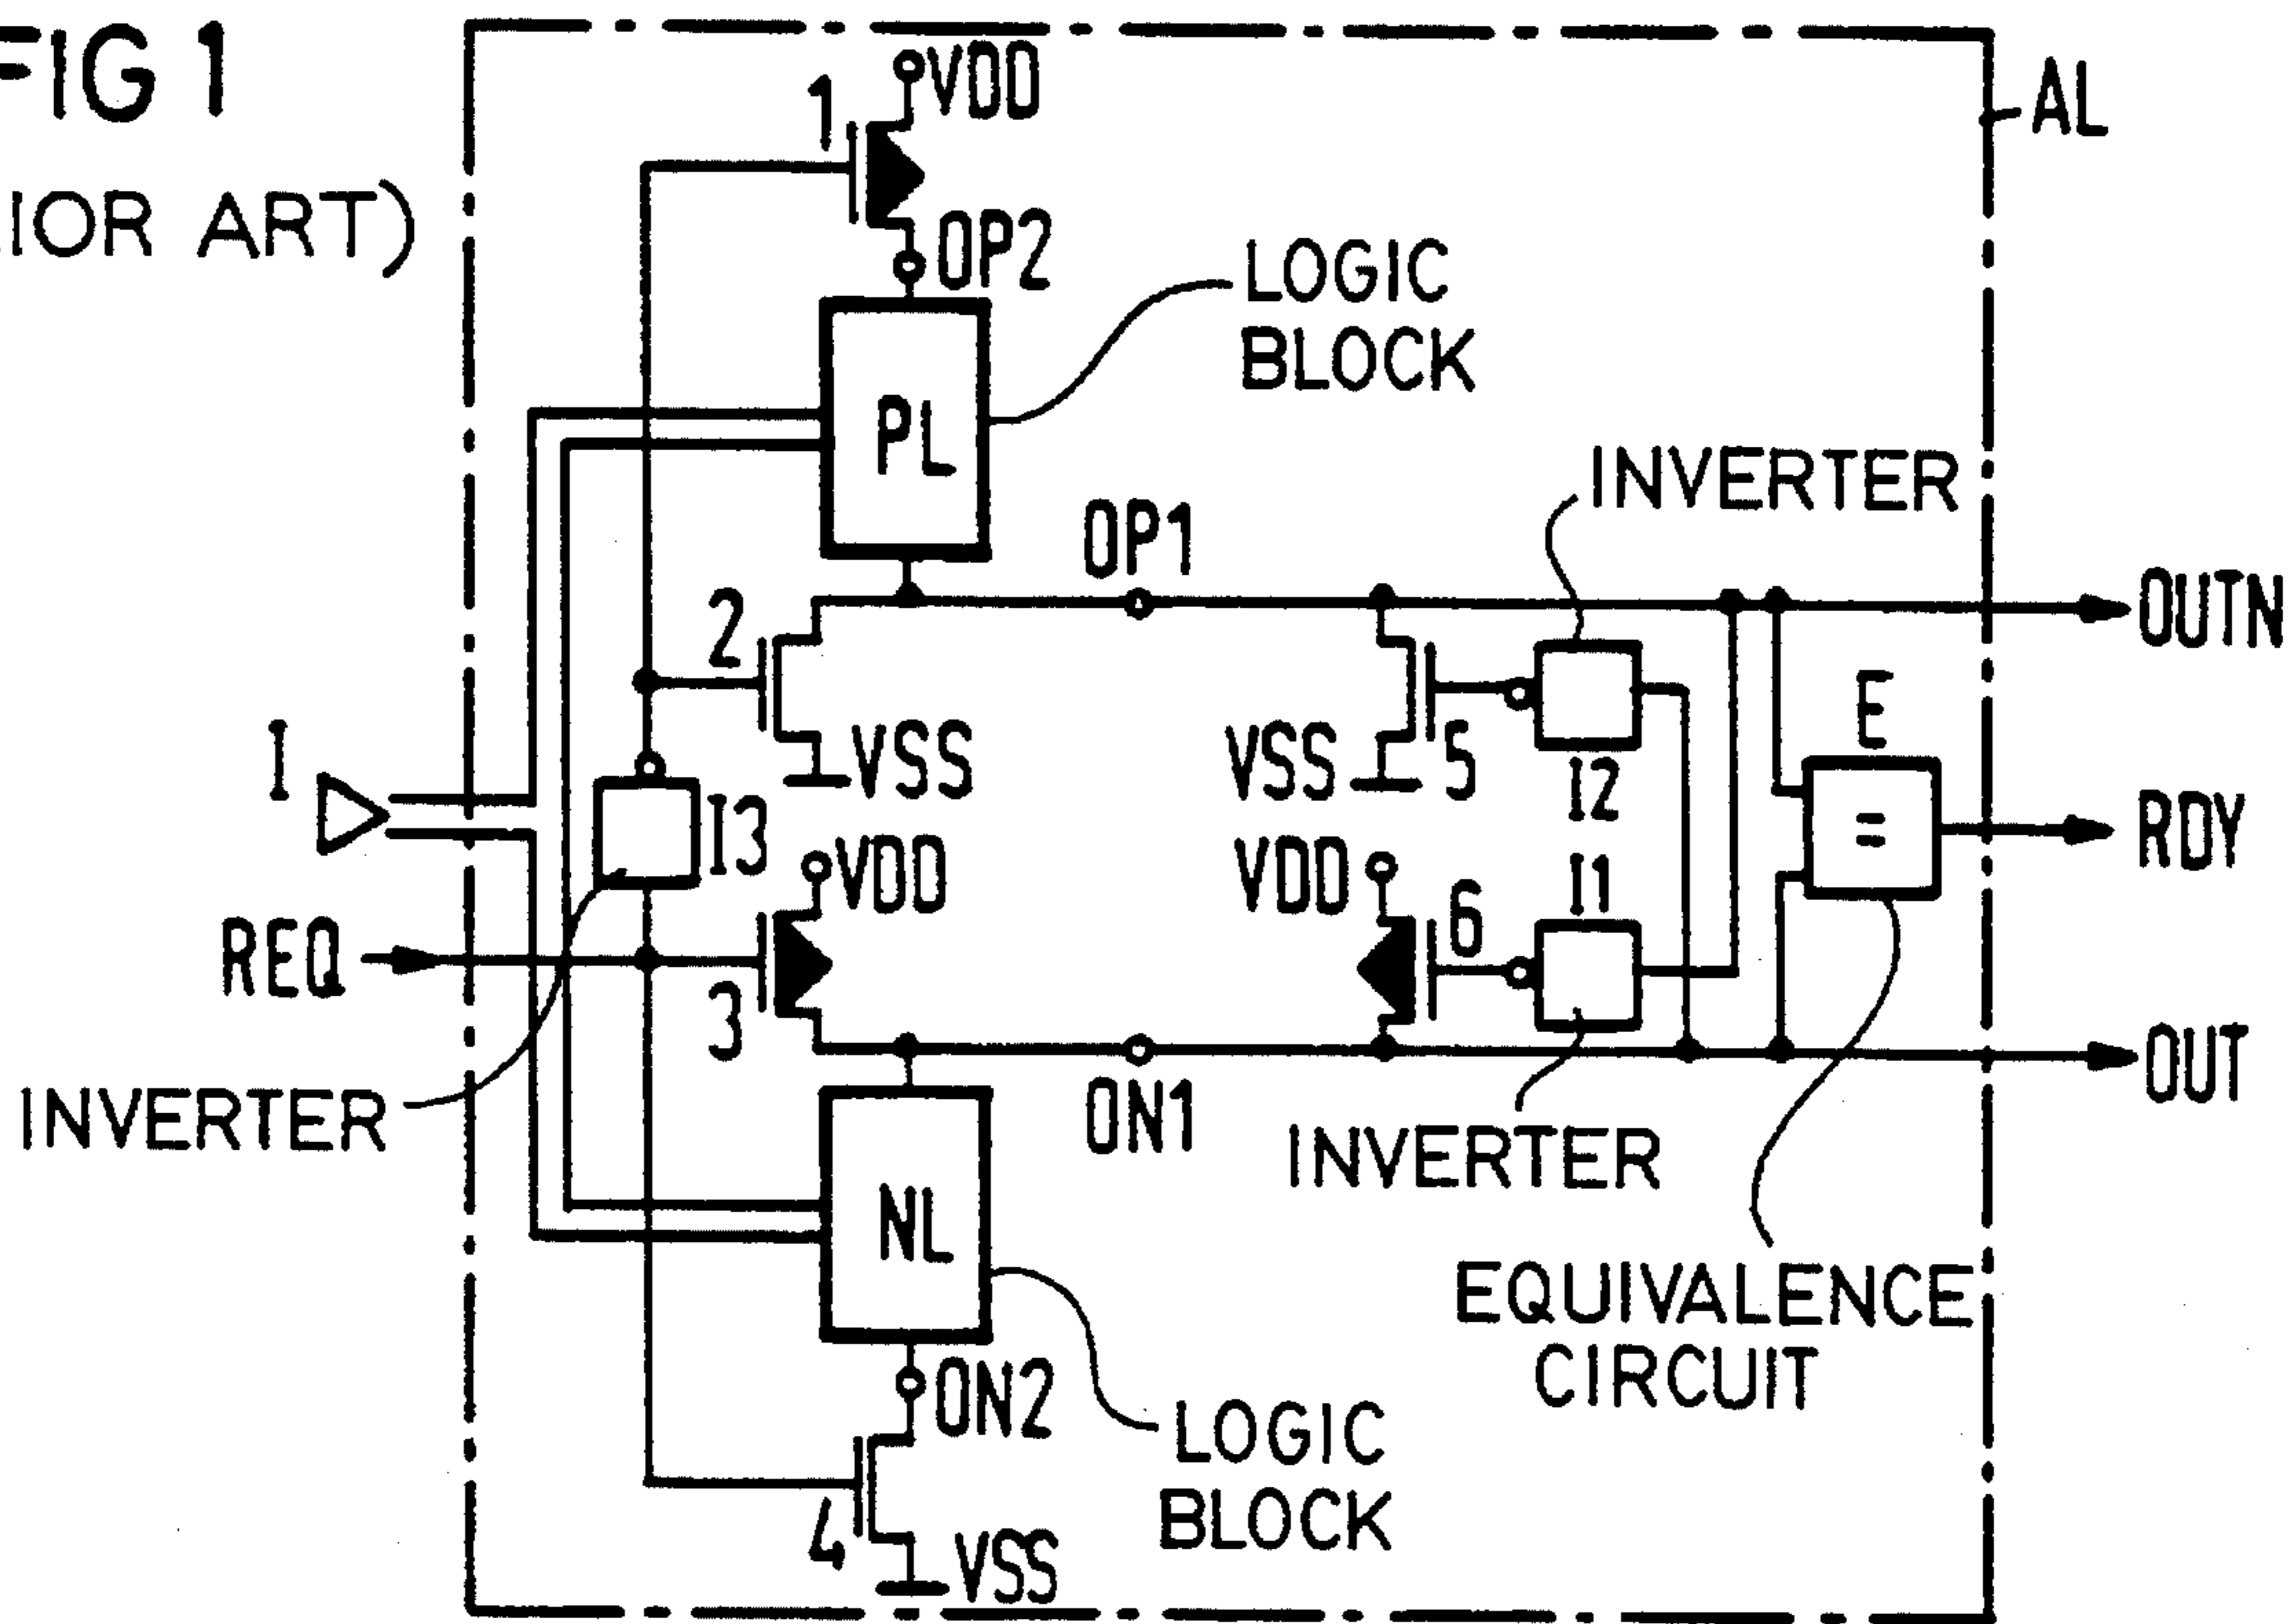 FIG 1
IOR ART)
VDD
1
AL
OP2
LOGIC
BLOCK
PL
INVERTER
OP1
OUTN
2
E
I
VSS
VSS
5
I2
=
RDY
I3
VDD
VDD
6
I1
REQ
3
OUT
INVERTER
ON1
INVERTER
NL
EQUIVALENCE
CIRCUIT
ON2
LOGIC
BLOCK
4
VSS